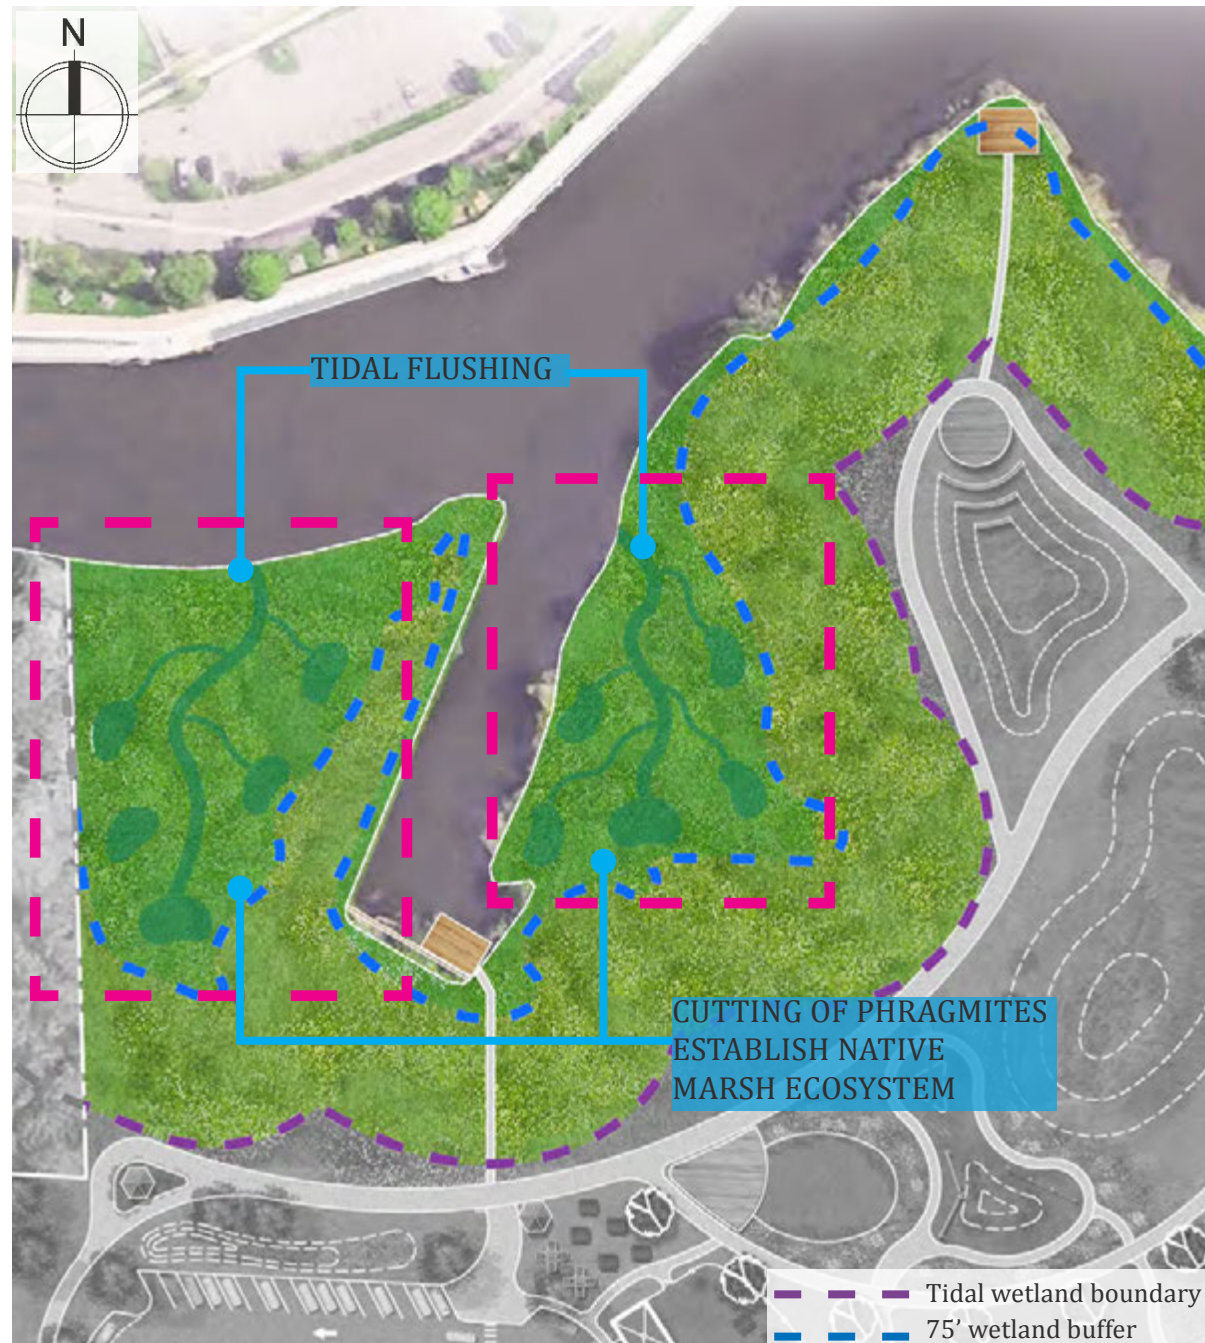 N
TIDAL FLUSHING
CUTTING OF PHRAGMITES
ESTABLISH NATIVE
MARSH ECOSYSTEM
Tidal wetland boundary
75' wetland buffer